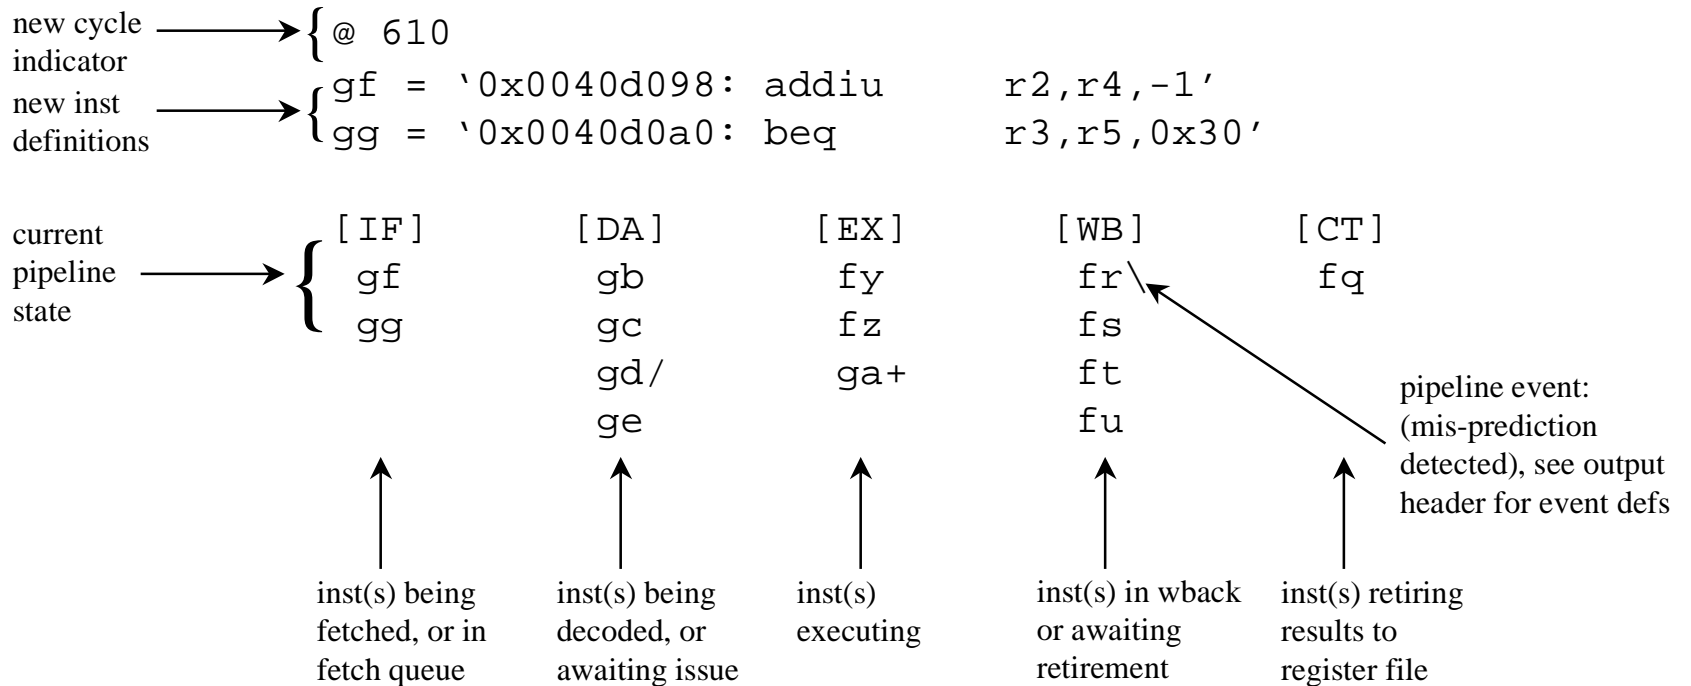 new cycle
indicator
@ 610
new inst
definitions
gf = ‘0x0040d098: addiu r2,r4,-1’
gg = ‘0x0040d0a0: beq r3,r5,0x30’
current
pipeline
state
[IF] [DA] [EX] [WB] [CT]
gf gb fy fr\ fq
gg gc fz fs
gd/ ga+ ft
ge fu
pipeline event:
(mis-prediction
detected), see output
header for event defs
inst(s) being
fetched, or in
fetch queue
inst(s) being
decoded, or
awaiting issue
inst(s)
executing
inst(s) in wback
or awaiting
retirement
inst(s) retiring
results to
register file